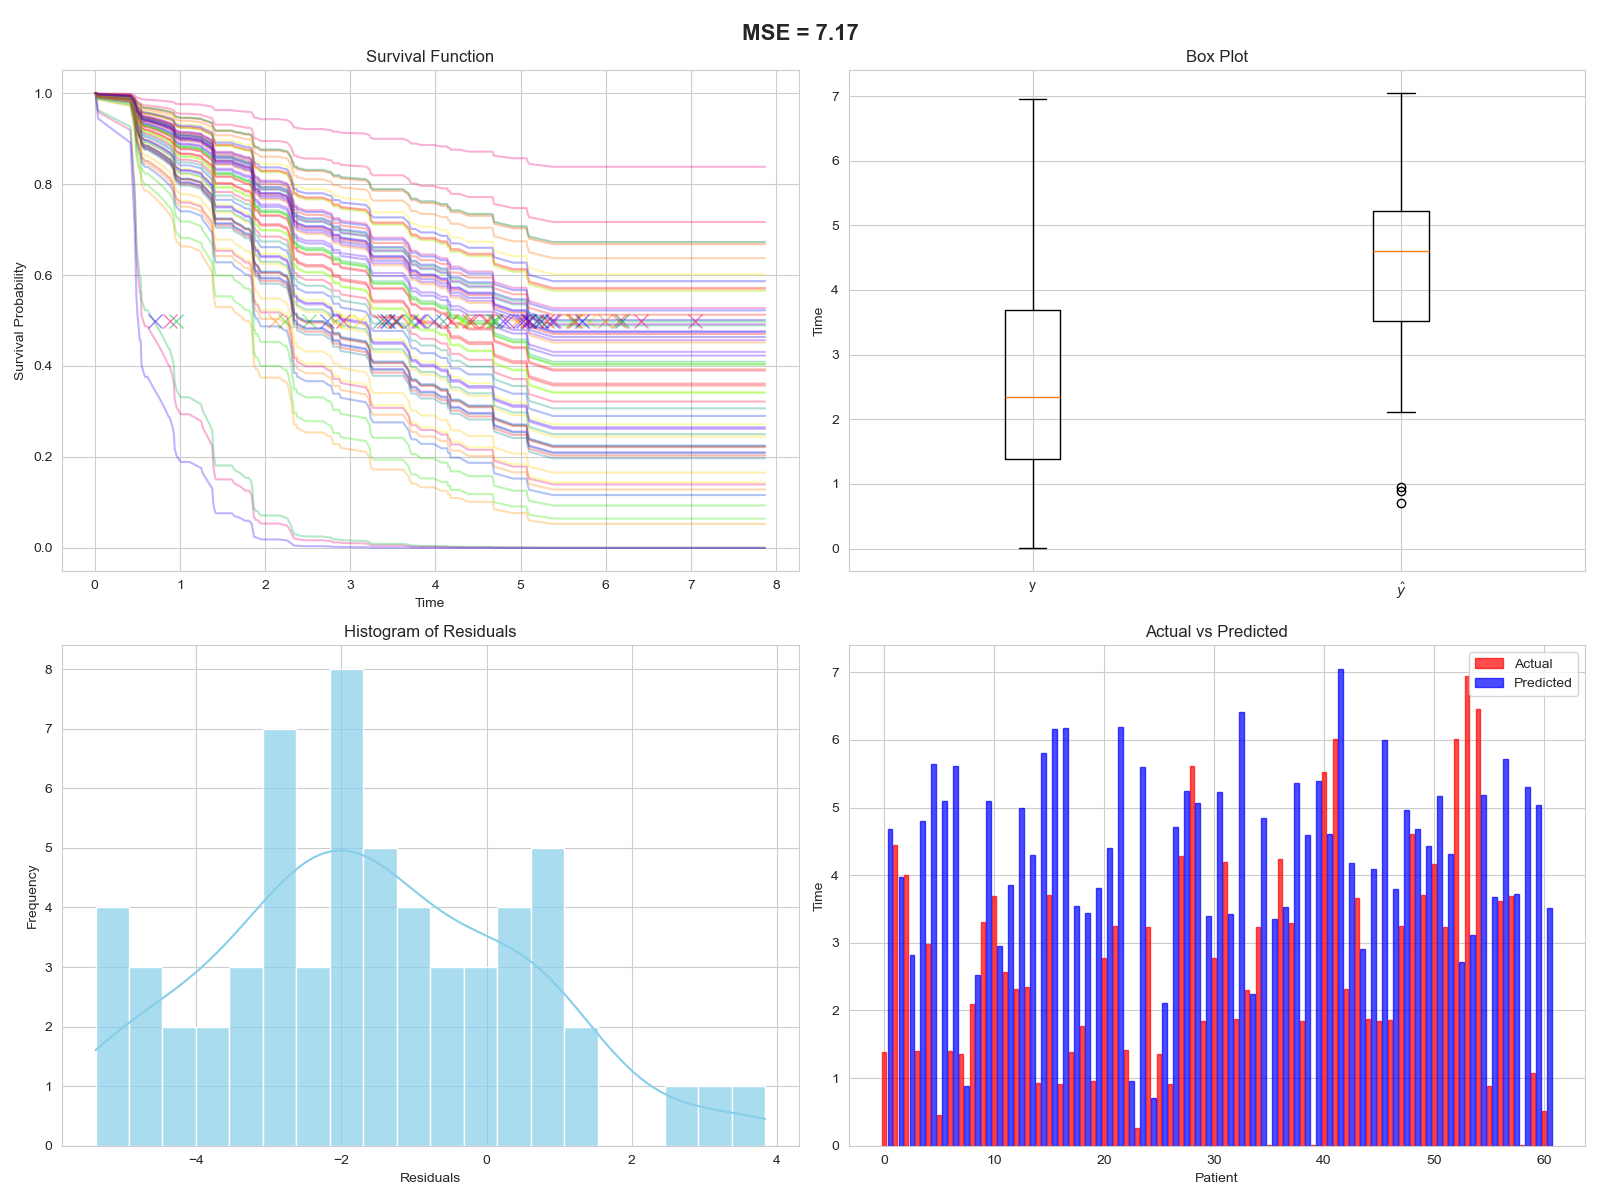 MSE = 7.17
Survival Function
Survival Probability
1.0
0.8
0.6
0.4
0.2
0.0
0 1 2 3 4 5 6 7 8
Time
Box Plot
Time
7
6
5
4
3
2
1
0
y ŷ
Histogram of Residuals
Frequency
8
7
6
5
4
3
2
1
0
−4 −2 0 2 4
Residuals
Actual vs Predicted
Actual
Predicted
Time
7
6
5
4
3
2
1
0
0 10 20 30 40 50 60
Patient